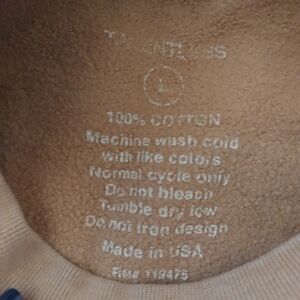 TALENTLESS
L
100% COTTON
Machine wash cold
with like colors
Normal cycle only
Do not bleach
Tumble dry low
Do not iron design
Made in USA